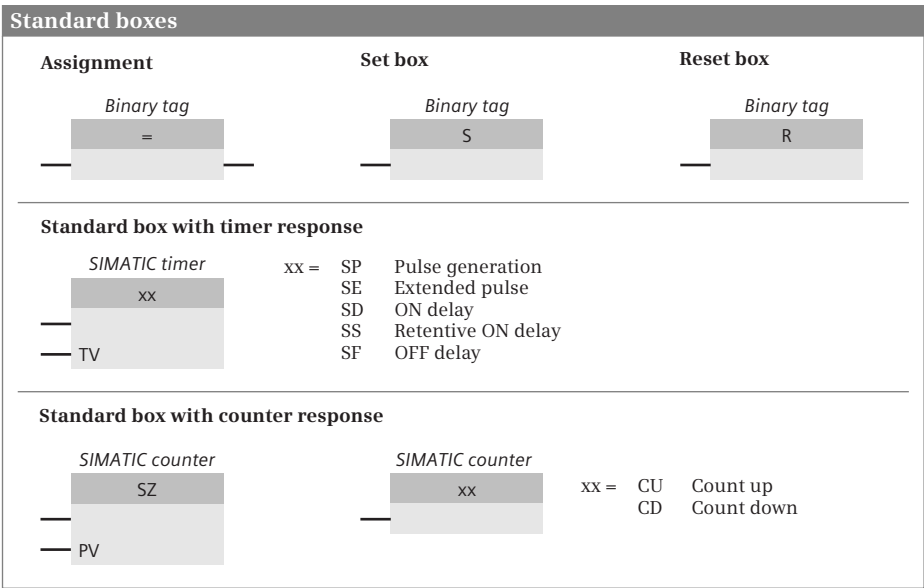 Standard boxes
Assignment Set box Reset box
Binary tag Binary tag Binary tag
= S R
Standard box with timer response
SIMATIC timer xx = SP Pulse generation
xx SE Extended pulse
SD ON delay
SS Retentive ON delay
TV SF OFF delay
Standard box with counter response
SIMATIC counter SIMATIC counter
SZ xx xx = CU Count up
CD Count down
PV